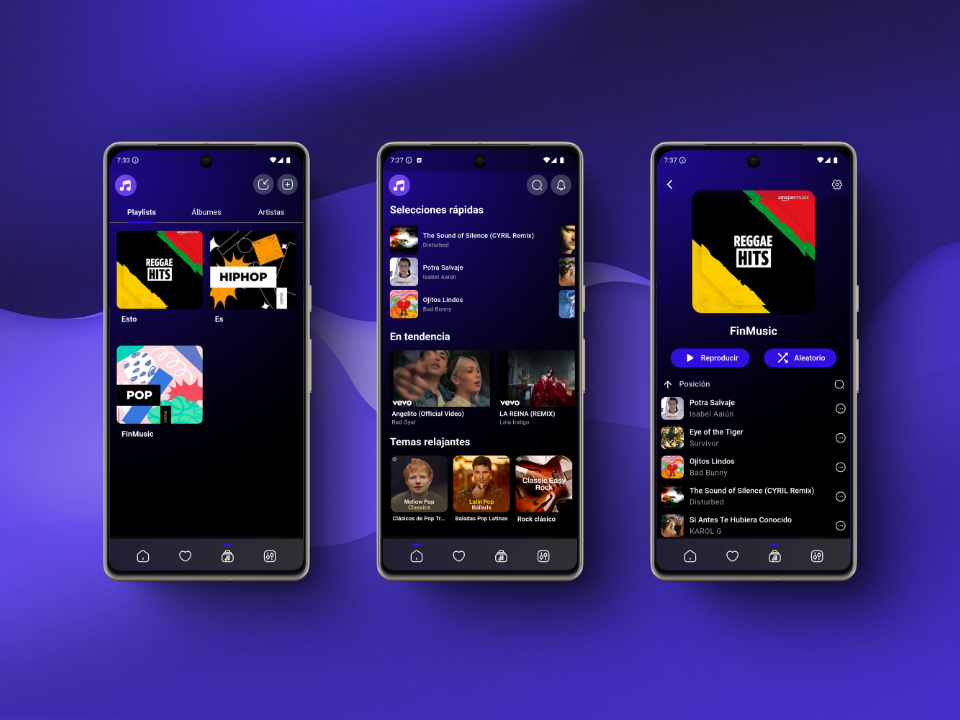 7:33
Playlists Álbumes Artistas
REGGAE
HITS
HIPHOP
music
Esto Es
POP
music
FinMusic
7:27
Selecciones rápidas
The Sound of Silence (CYRIL Remix)
Disturbed
Potra Salvaje
Isabel Aaiún
Ojitos Lindos
Bad Bunny
En tendencia
vevo vevo
Angelito (Official Video) LA REINA (REMIX)
Bad Gyal Lola Indigo
Temas relajantes
Mellow Pop
Classics
Latin Pop
Ballads
Classic Easy
Rock
Clásicos de Pop Tr... Baladas Pop Latinas Rock clásico
7:37
amazon music
REGGAE
HITS
FinMusic
Reproducir Aleatorio
Posición
Potra Salvaje
Isabel Aaiún
Eye of the Tiger
Survivor
Ojitos Lindos
Bad Bunny
The Sound of Silence (CYRIL Remix)
Disturbed
Si Antes Te Hubiera Conocido
KAROL G